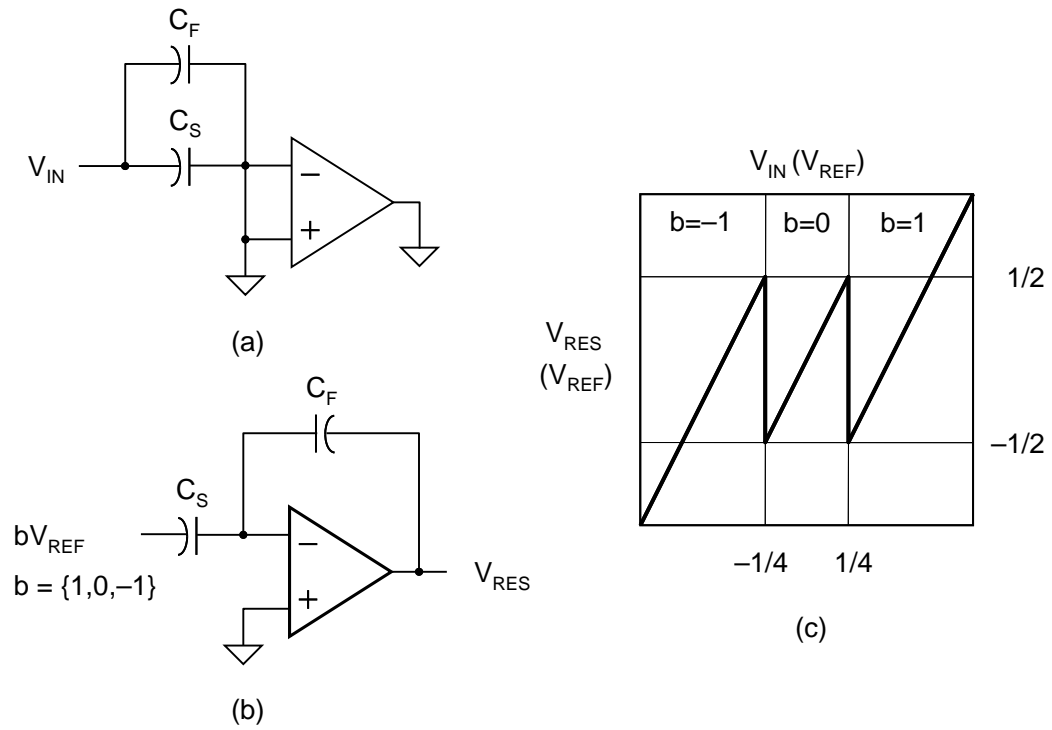 C_F
C_S
V_IN
−
+
(a)
C_F
C_S
bV_REF
b = {1,0,–1}
−
+
V_RES
(b)
V_IN (V_REF)
b=–1
b=0
b=1
1/2
V_RES
(V_REF)
–1/2
–1/4
1/4
(c)